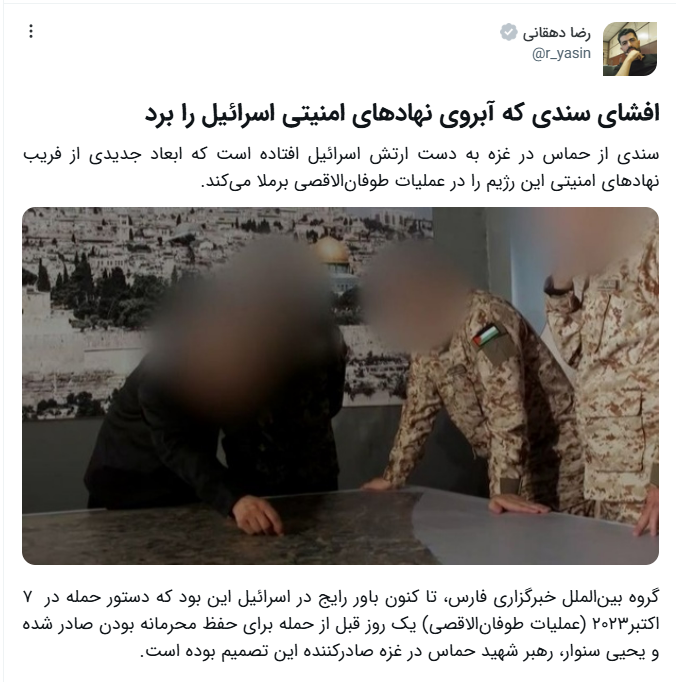 رضا دهقانی
@r_yasin
افشای سندی که آبروی نهادهای امنیتی اسرائیل را برد
سندی از حماس در غزه به دست ارتش اسرائیل افتاده است که ابعاد جدیدی از فریب
نهادهای امنیتی این رژیم را در عملیات طوفان‌الاقصی برملا می‌کند.
گروه بین‌الملل خبرگزاری فارس، تا کنون باور رایج در اسرائیل این بود که دستور حمله در ۷
اکتبر۲۰۲۳ (عملیات طوفان‌الاقصی) یک روز قبل از حمله برای حفظ محرمانه بودن صادر شده
و یحیی سنوار، رهبر شهید حماس در غزه صادرکننده این تصمیم بوده است.